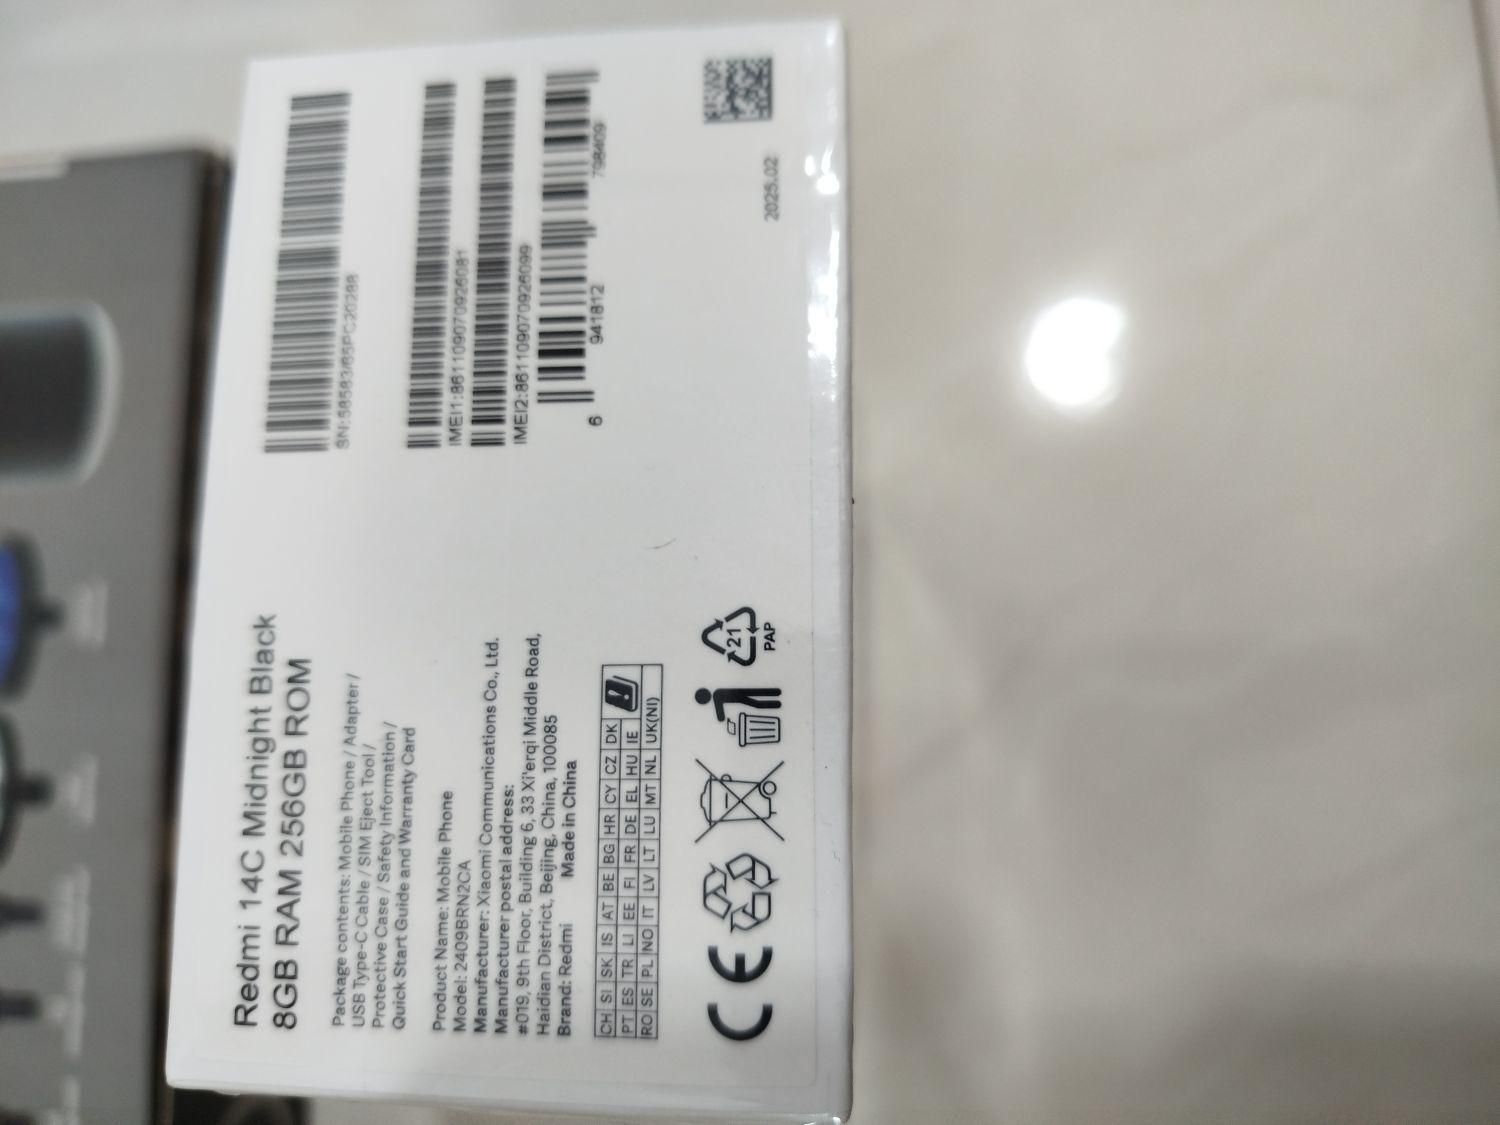 Redmi 14C Midnight Black
8GB RAM 256GB ROM
Package contents: Mobile Phone / Adapter /
USB Type-C Cable / SIM Eject Tool /
Protective Case / Safety Information /
Quick Start Guide and Warranty Card
Product Name: Mobile Phone
Model: 2409BRN2CA
Manufacturer: Xiaomi Communications Co., Ltd.
Manufacturer postal address:
#019, 9th Floor, Building 6, 33 Xi'erqi Middle Road,
Haidian District, Beijing, China, 100085
Brand: Redmi Made in China
CH SI SK IS AT BE BG HR CY CZ DK
PT ES TR LI EE FI FR DE EL HU IE
RO SE PL NO IT LV LT LU MT NL UK(NI)
CE
21
PAP
IMEI1:861109070926081
IMEI2:861109070926099
6 941812 798409
2025.02